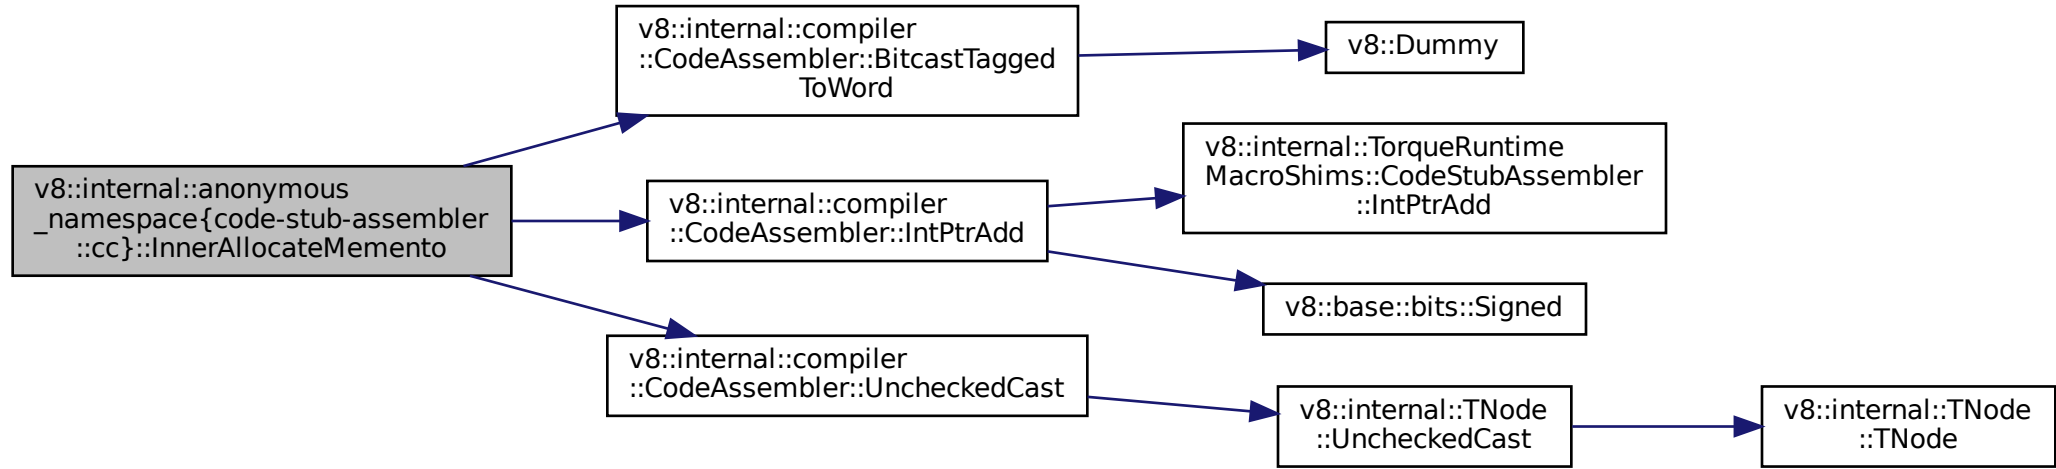 v8::internal::anonymous
_namespace{code-stub-assembler
::cc}::InnerAllocateMemento
v8::internal::compiler
::CodeAssembler::BitcastTagged
ToWord
v8::Dummy
v8::internal::compiler
::CodeAssembler::IntPtrAdd
v8::internal::TorqueRuntime
MacroShims::CodeStubAssembler
::IntPtrAdd
v8::base::bits::Signed
v8::internal::compiler
::CodeAssembler::UncheckedCast
v8::internal::TNode
::UncheckedCast
v8::internal::TNode
::TNode